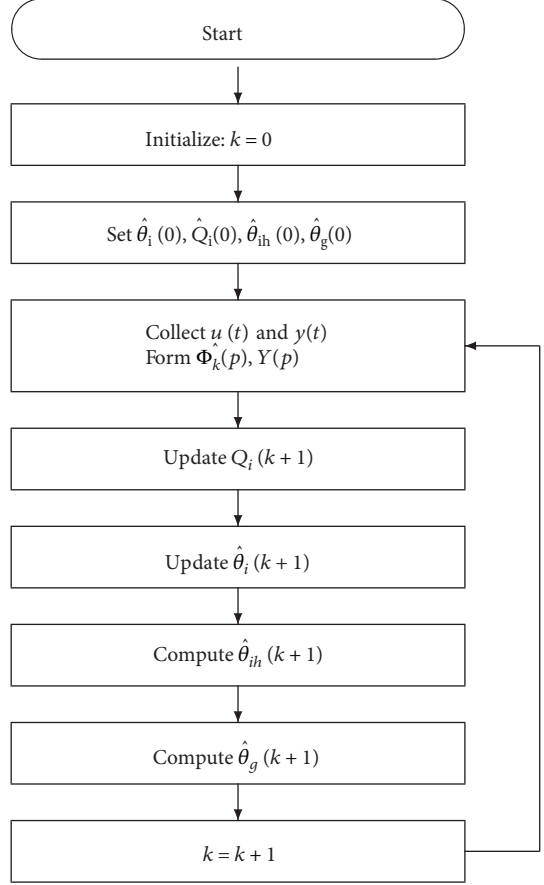 Start
Initialize: k = 0
Set θ̂i (0), Q̂i(0), θ̂ih (0), θ̂g(0)
Collect u (t) and y(t)
Form Φ̂k(p), Y(p)
Update Qi (k + 1)
Update θ̂i (k + 1)
Compute θ̂ih (k + 1)
Compute θ̂g (k + 1)
k = k + 1